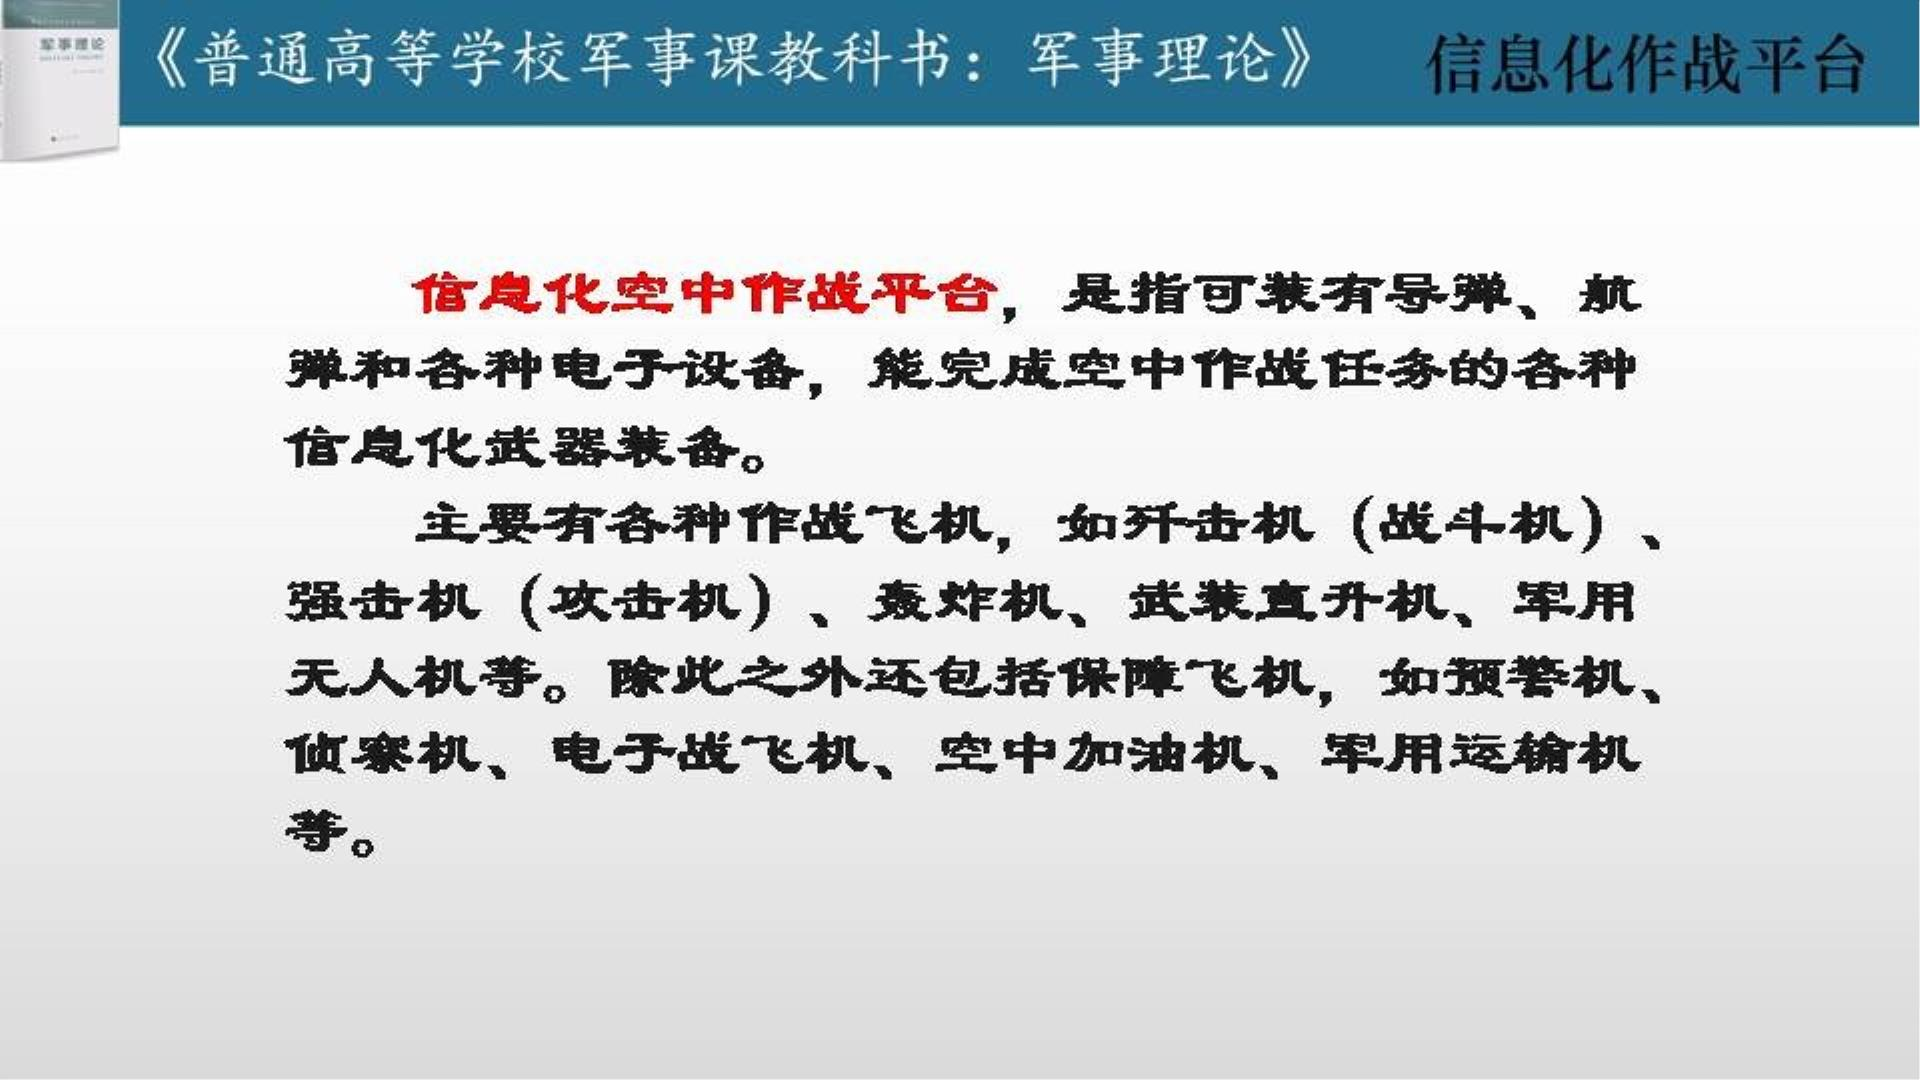 军事理论
《普通高等学校军事课教科书：军事理论》
信息化作战平台
信息化空中作战平台，是指可装有导弹、航
弹和各种电子设备，能完成空中作战任务的各种
信息化武器装备。
主要有各种作战飞机，如歼击机（战斗机）、
强击机（攻击机）、轰炸机、武装直升机、军用
无人机等。除此之外还包括保障飞机，如预警机、
侦察机、电子战飞机、空中加油机、军用运输机
等。